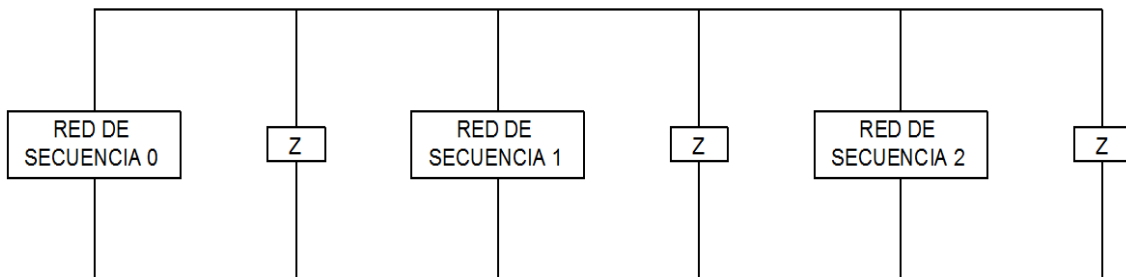 RED DE
SECUENCIA 0
Z
RED DE
SECUENCIA 1
Z
RED DE
SECUENCIA 2
Z